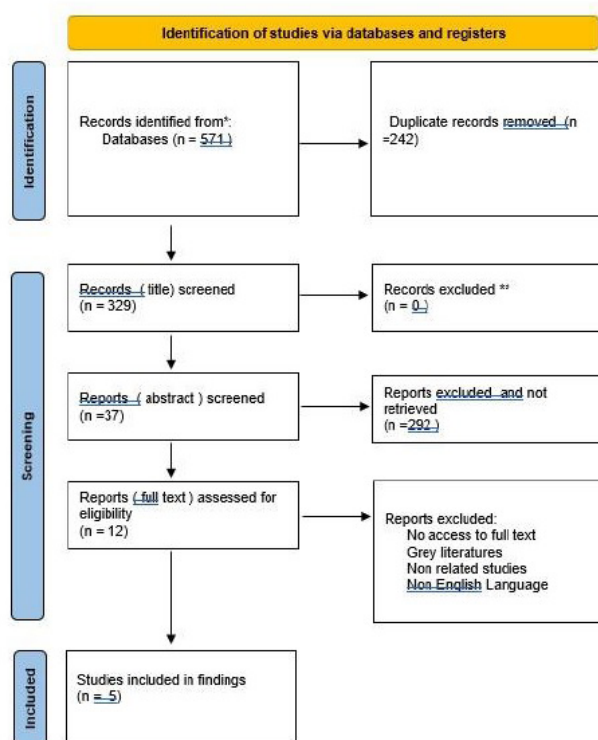 Identification of studies via databases and registers
Identification
Records identified from*:
Databases (n = 571 )
Duplicate records removed (n
=242)
Screening
Records ( title) screened
(n = 329)
Records excluded **
(n = 0 )
Reports ( abstract ) screened
(n =37)
Reports excluded and not
retrieved
(n =292 )
Reports ( full text ) assessed for
eligibility
(n = 12)
Reports excluded:
No access to full text
Grey literatures
Non related studies
Non English Language
Included
Studies included in findings
(n = 5)